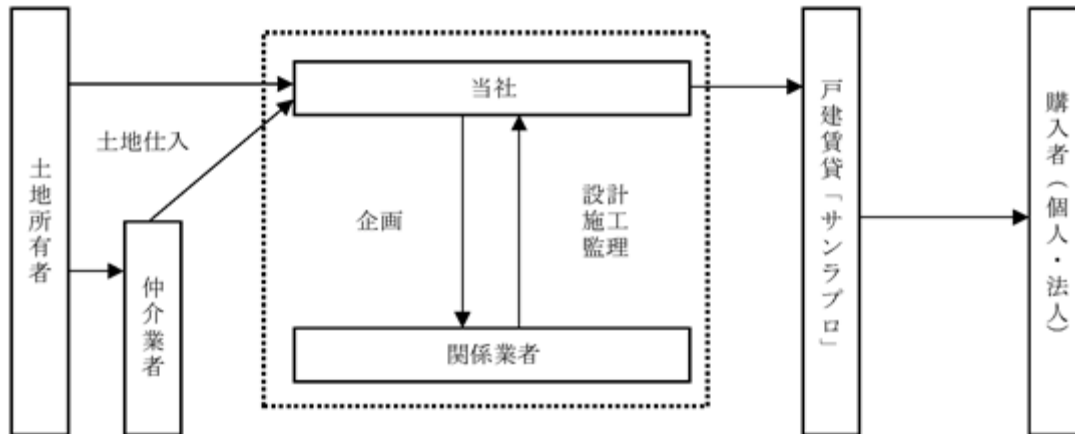 土地所有者
土地仕入
仲介業者
当社
企画
設計
施工
監理
関係業者
戸建賃貸「サンラプロ」
購入者(個人・法人)